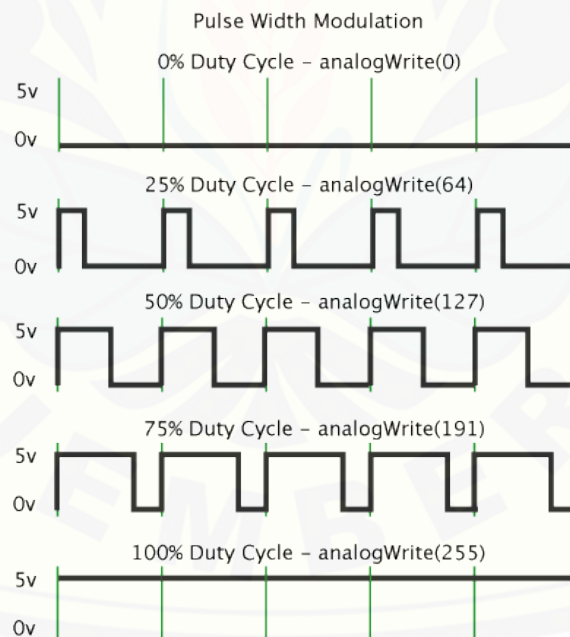 Pulse Width Modulation
0% Duty Cycle – analogWrite(0)
5v
0v
25% Duty Cycle – analogWrite(64)
5v
0v
50% Duty Cycle – analogWrite(127)
5v
0v
75% Duty Cycle – analogWrite(191)
5v
0v
100% Duty Cycle – analogWrite(255)
5v
0v